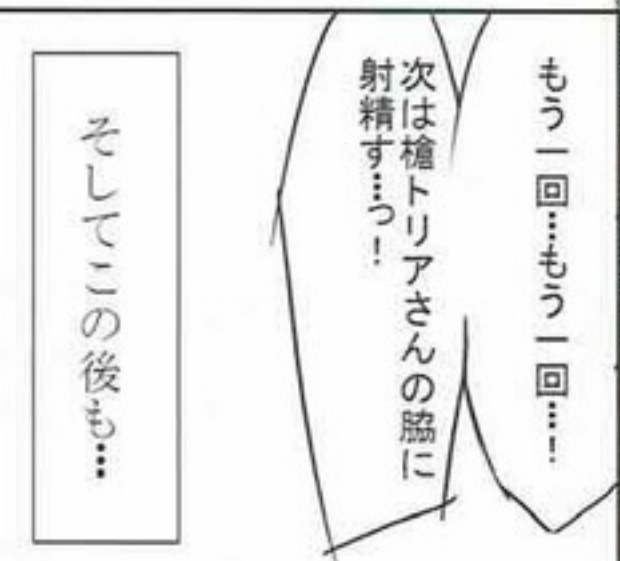 もう一回…もう一回…！
次は槍トリアさんの脇に
射精す…っ！
そしてこの後も…